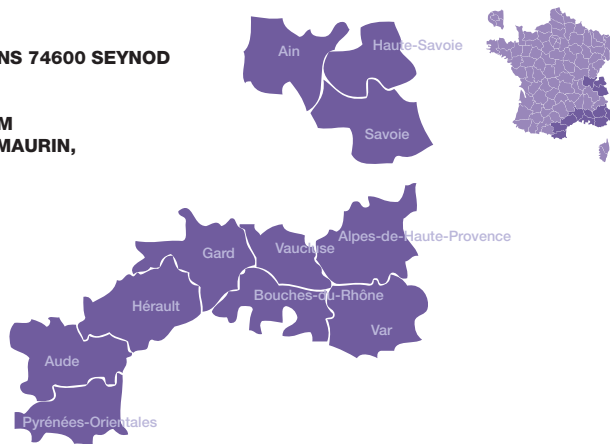 NS 74600 SEYNOD
M
MAURIN,
Ain
Haute-Savoie
Savoie
Gard
Vaucluse
Alpes-de-Haute-Provence
Hérault
Bouches-du-Rhône
Var
Aude
Pyrénées-Orientales